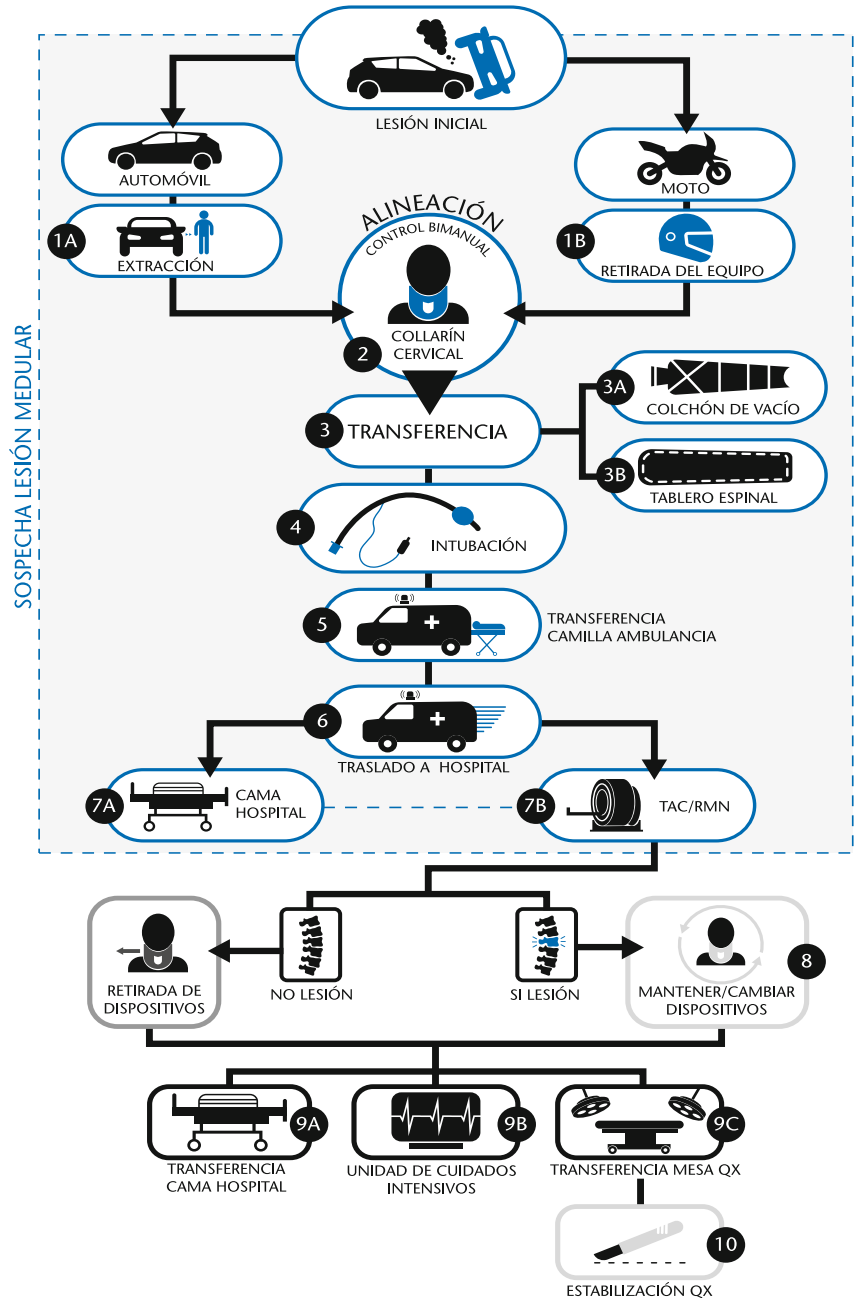 LESIÓN INICIAL
AUTOMÓVIL
MOTO
1A
EXTRACCIÓN
ALINEACIÓN
CONTROL BIMANUAL
1B
RETIRADA DEL EQUIPO
2
COLLARÍN
CERVICAL
SOSPECHA LESIÓN MEDULAR
3
TRANSFERENCIA
3A
COLCHÓN DE VACÍO
3B
TABLERO ESPINAL
4
INTUBACIÓN
5
TRANSFERENCIA
CAMILLA AMBULANCIA
6
TRASLADO A HOSPITAL
7A
CAMA
HOSPITAL
7B
TAC/RMN
RETIRADA DE
DISPOSITIVOS
NO LESIÓN
SI LESIÓN
8
MANTENER/CAMBIAR
DISPOSITIVOS
9A
TRANSFERENCIA
CAMA HOSPITAL
9B
UNIDAD DE CUIDADOS
INTENSIVOS
9C
TRANSFERENCIA MESA QX
10
ESTABILIZACIÓN QX